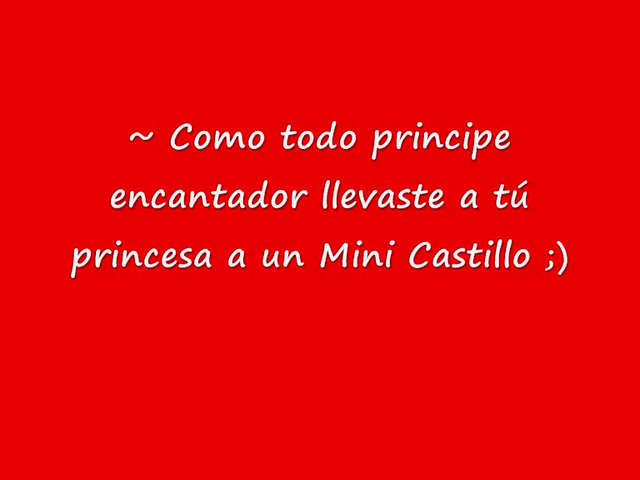 ~ Como todo principe
encantador llevaste a tú
princesa a un Mini Castillo ;)